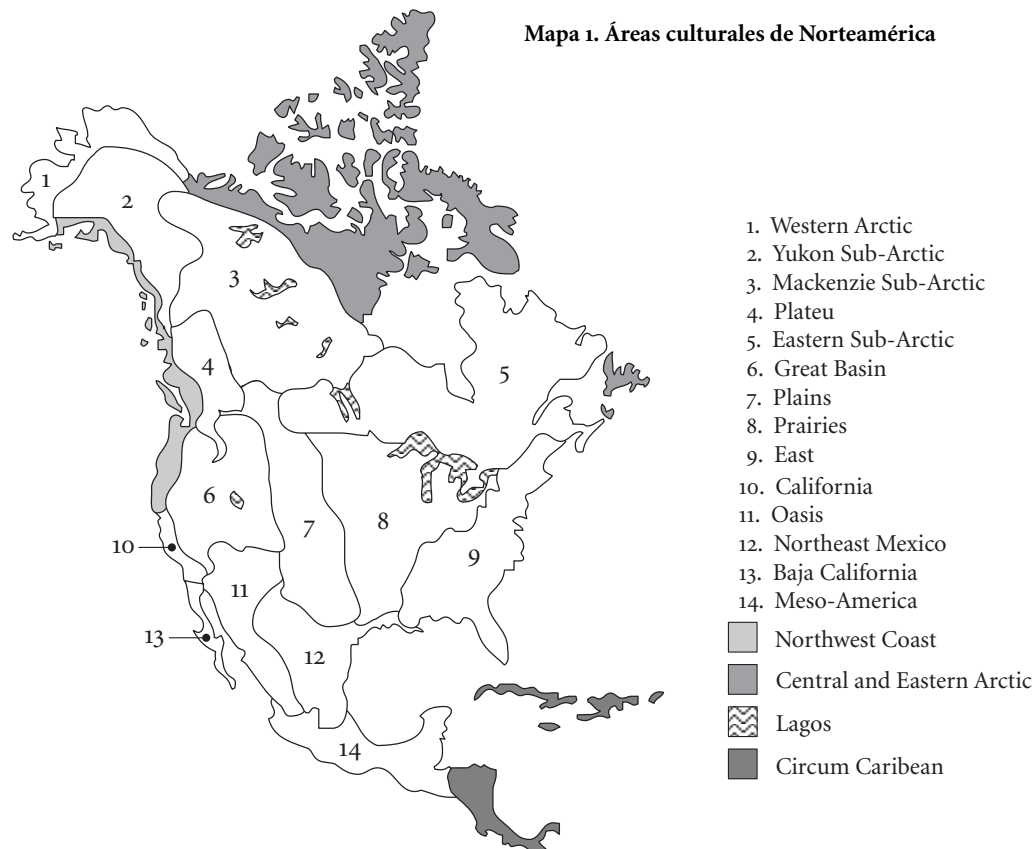 Mapa 1. Áreas culturales de Norteamérica
1
2
3
4
5
6
7
8
9
10
11
12
13
14
1. Western Arctic
2. Yukon Sub-Arctic
3. Mackenzie Sub-Arctic
4. Plateu
5. Eastern Sub-Arctic
6. Great Basin
7. Plains
8. Prairies
9. East
10. California
11. Oasis
12. Northeast Mexico
13. Baja California
14. Meso-America
Northwest Coast
Central and Eastern Arctic
Lagos
Circum Caribean